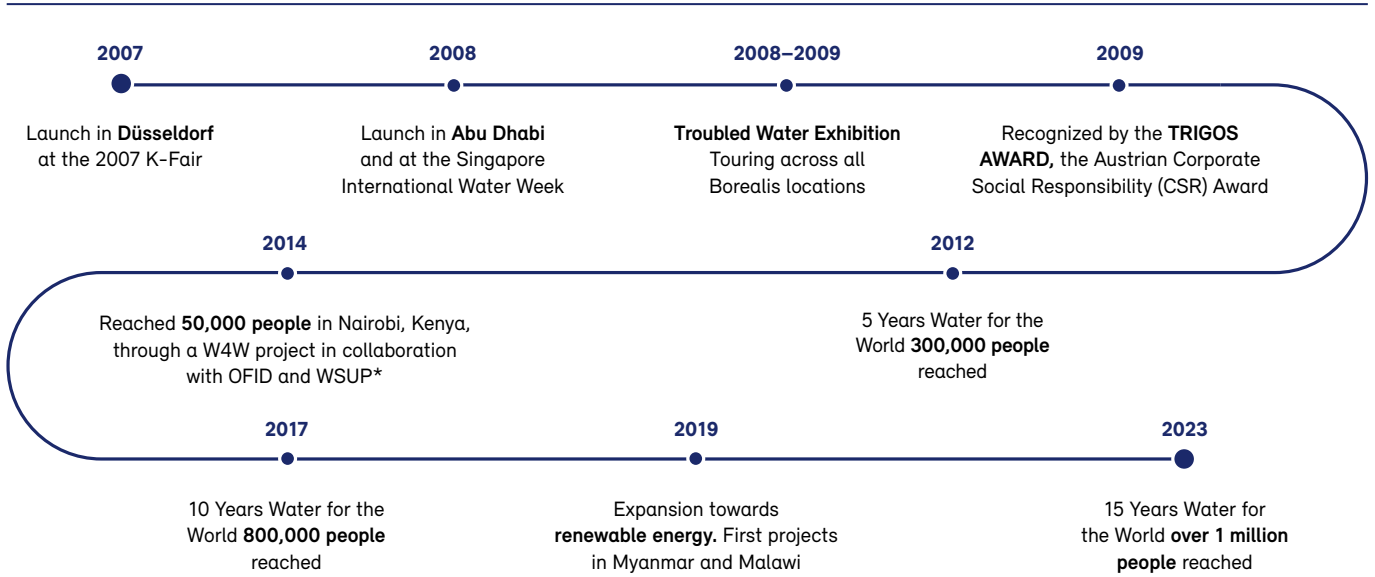 2007
Launch in Düsseldorf
at the 2007 K-Fair
2008
Launch in Abu Dhabi
and at the Singapore
International Water Week
2008–2009
Troubled Water Exhibition
Touring across all
Borealis locations
2009
Recognized by the TRIGOS
AWARD, the Austrian Corporate
Social Responsibility (CSR) Award
2012
5 Years Water for the
World 300,000 people
reached
2014
Reached 50,000 people in Nairobi, Kenya,
through a W4W project in collaboration
with OFID and WSUP*
2017
10 Years Water for the
World 800,000 people
reached
2019
Expansion towards
renewable energy. First projects
in Myanmar and Malawi
2023
15 Years Water for
the World over 1 million
people reached